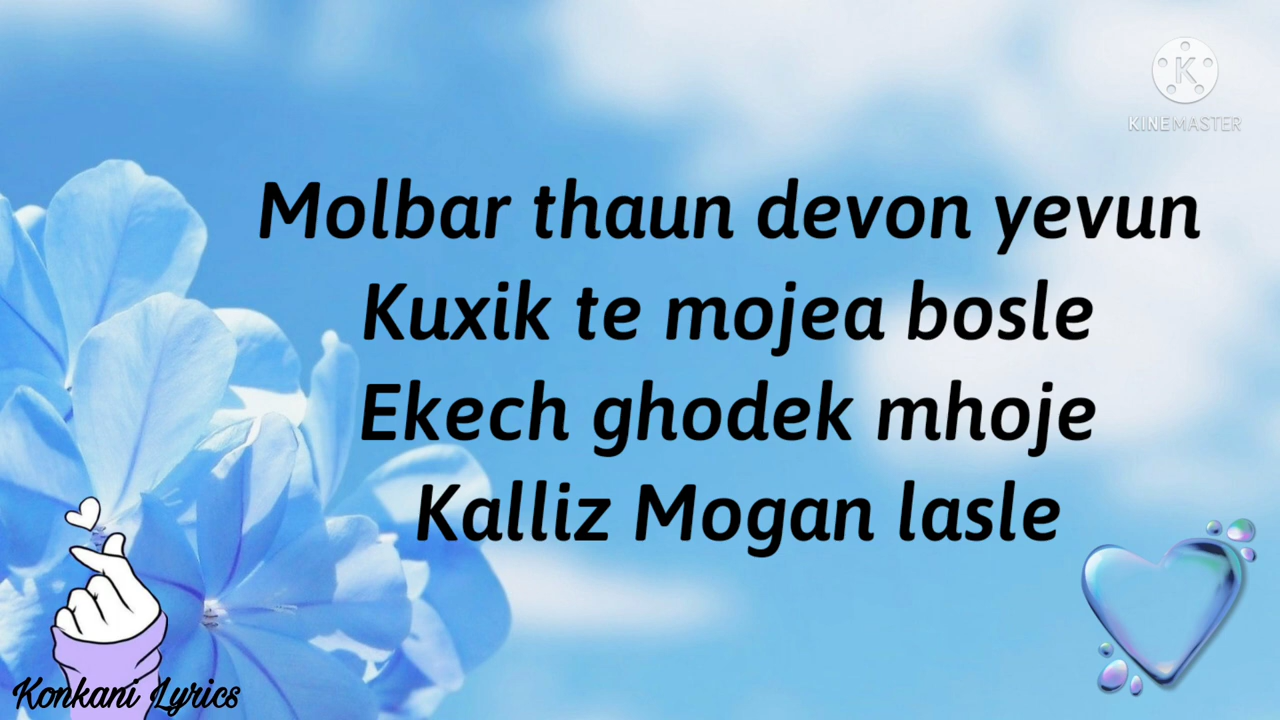 KINEMASTER
Molbar thaun devon yevun
Kuxik te mojea bosle
Ekech ghodek mhoje
Kalliz Mogan lasle
Konkani Lyrics